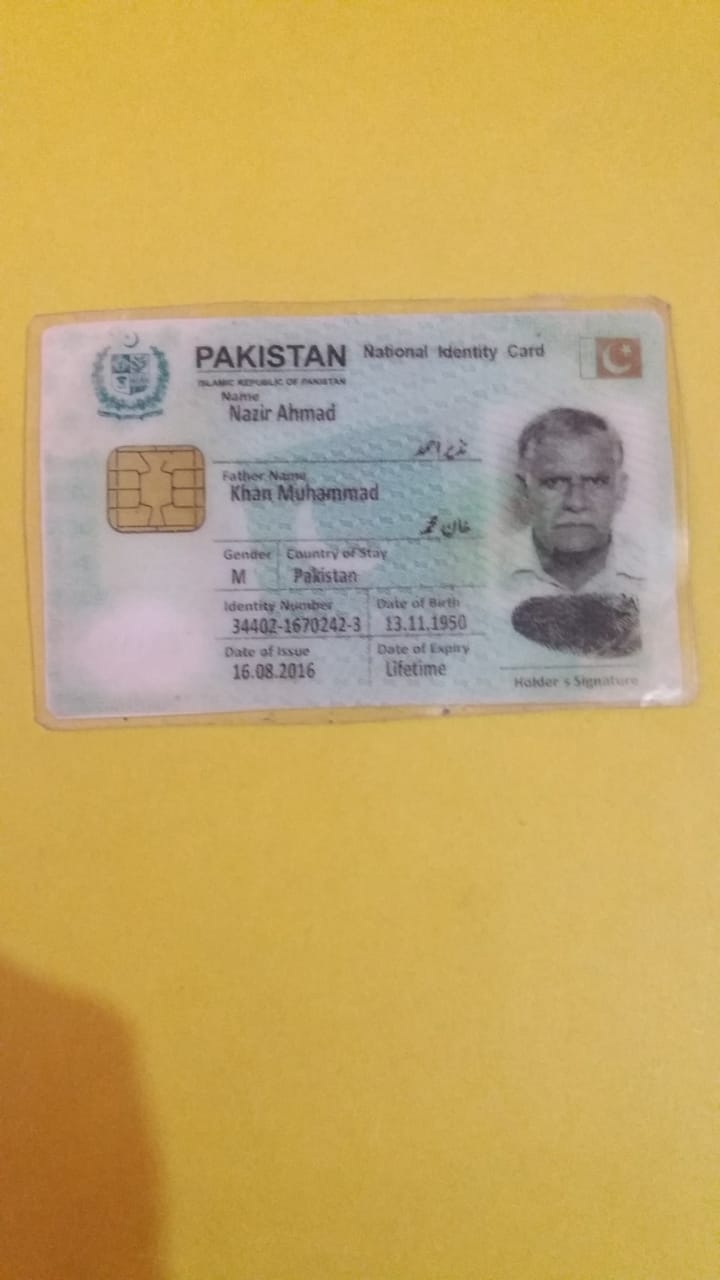 PAKISTAN National Identity Card
ISLAMIC REPUBLIC OF PAKISTAN
Name
Nazir Ahmad
نذیر احمد
Father Name
Khan Muhammad
خان محمد
Gender Country of Stay
M Pakistan
Identity Number Date of Birth
34402-1670242-3 13.11.1950
Date of Issue Date of Expiry
16.08.2016 Lifetime
Holder's Signature